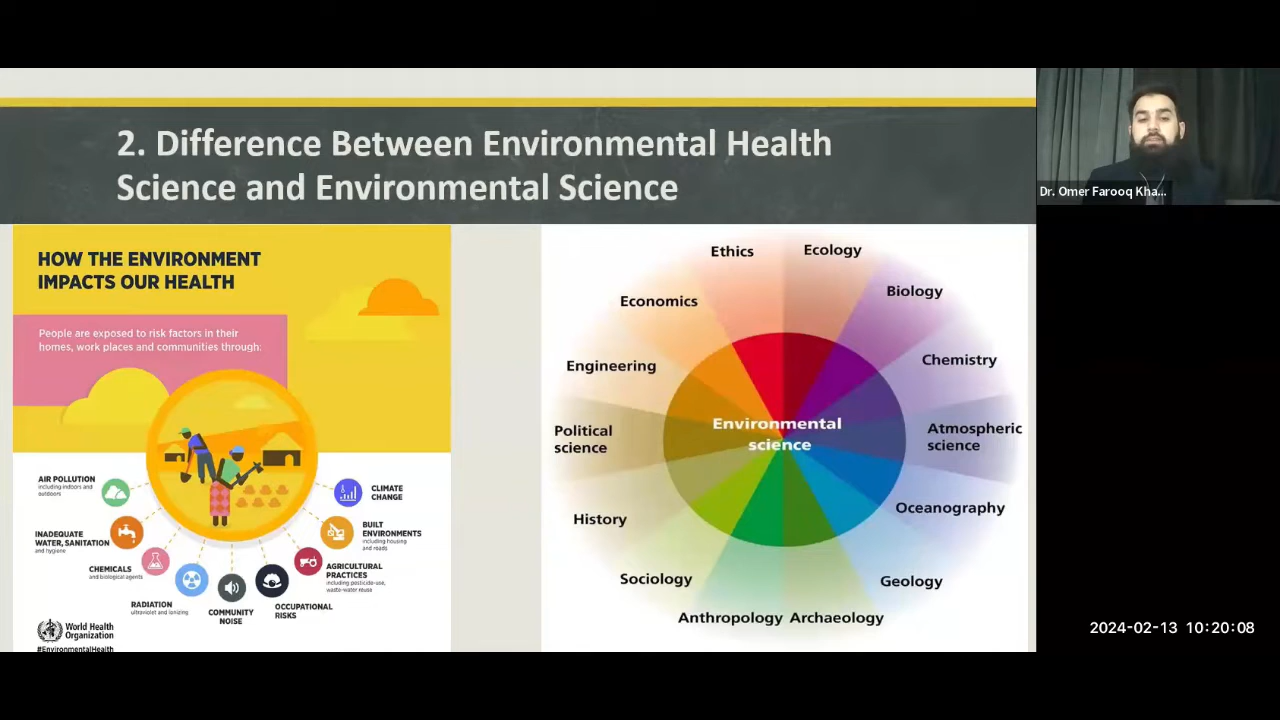 2. Difference Between Environmental Health
Science and Environmental Science
HOW THE ENVIRONMENT
IMPACTS OUR HEALTH
People are exposed to risk factors in their
homes, work places and communities through:
AIR POLLUTION
including indoors and
outdoors
INADEQUATE
WATER, SANITATION
and hygiene
CHEMICALS
and biological agents
RADIATION
ultraviolet and ionizing
COMMUNITY
NOISE
OCCUPATIONAL
RISKS
AGRICULTURAL
PRACTICES
including pesticide-use,
waste-water reuse
BUILT
ENVIRONMENTS
including housing
and roads
CLIMATE
CHANGE
World Health
Organization
#EnvironmentalHealth
Environmental
science
Ethics
Ecology
Biology
Chemistry
Atmospheric
science
Oceanography
Geology
Archaeology
Anthropology
Sociology
History
Political
science
Engineering
Economics
Dr. Omer Farooq Kha...
2024-02-13 10:20:08